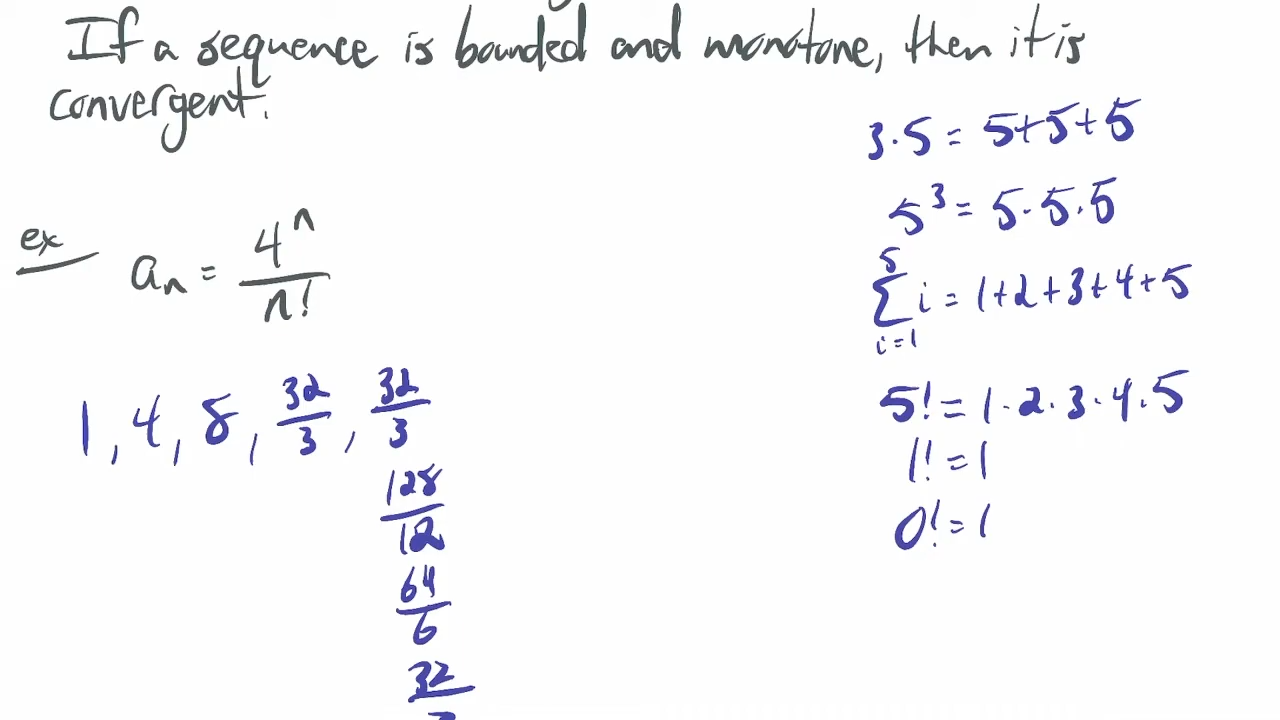 If a sequence is bounded and monotone, then it is
convergent.
ex
aₙ = 4ⁿ/n!
1, 4, 8, 32/3, 32/3
128/12
64/6
32
3·5 = 5+5+5
5³ = 5·5·5
∑_{i=1}^{5} i = 1+2+3+4+5
5! = 1·2·3·4·5
1! = 1
0! = 1